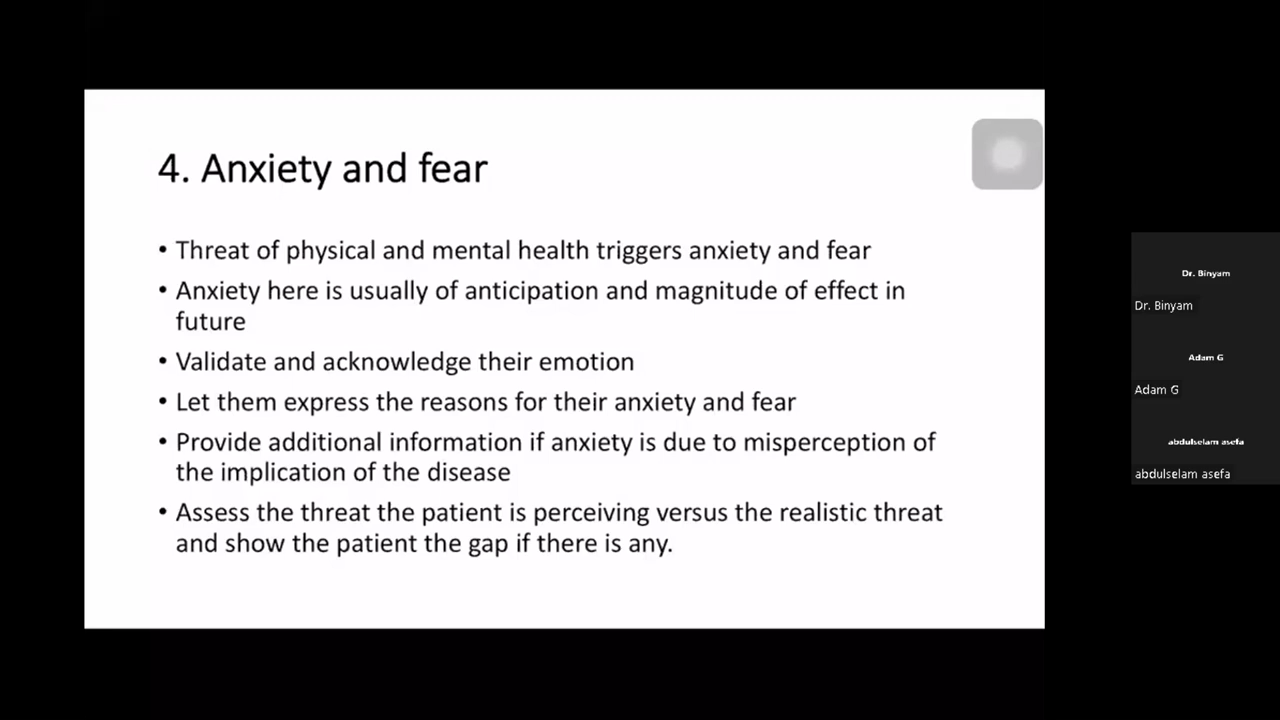 4. Anxiety and fear
• Threat of physical and mental health triggers anxiety and fear
• Anxiety here is usually of anticipation and magnitude of effect in
future
• Validate and acknowledge their emotion
• Let them express the reasons for their anxiety and fear
• Provide additional information if anxiety is due to misperception of
the implication of the disease
• Assess the threat the patient is perceiving versus the realistic threat
and show the patient the gap if there is any.
Dr. Binyam
Dr. Binyam
Adam G
Adam G
abdulselam asefa
abdulselam asefa